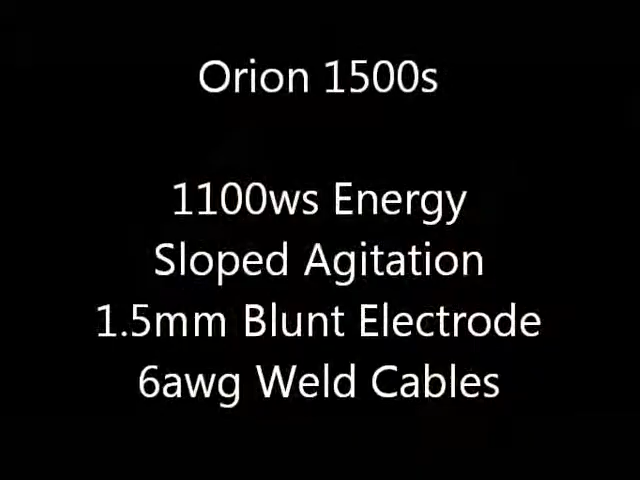 Orion 1500s
1100ws Energy
Sloped Agitation
1.5mm Blunt Electrode
6awg Weld Cables